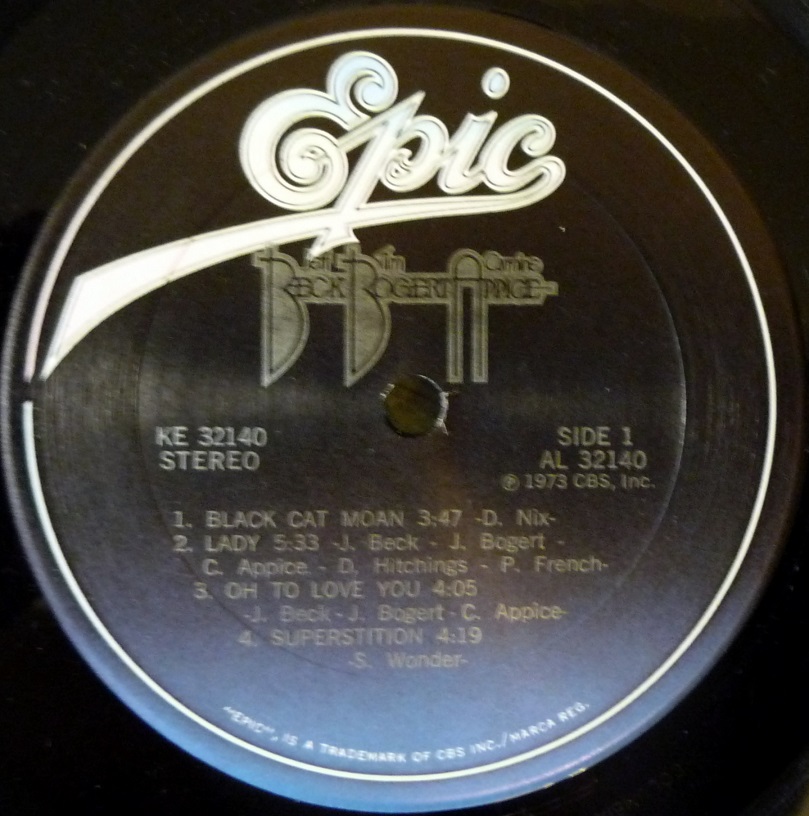 Epic
Jeff Tim Carmine
BECK BOGERT APPICE
KE 32140
STEREO
SIDE 1
AL 32140
℗ 1973 CBS, Inc.
1. BLACK CAT MOAN 3:47 -D. Nix-
2. LADY 5:33 -J. Beck - J. Bogert -
C. Appice - D. Hitchings - P. French-
3. OH TO LOVE YOU 4:05
-J. Beck - J. Bogert - C. Appice-
4. SUPERSTITION 4:19
-S. Wonder-
"EPIC", IS A TRADEMARK OF CBS INC./MARCA REG.